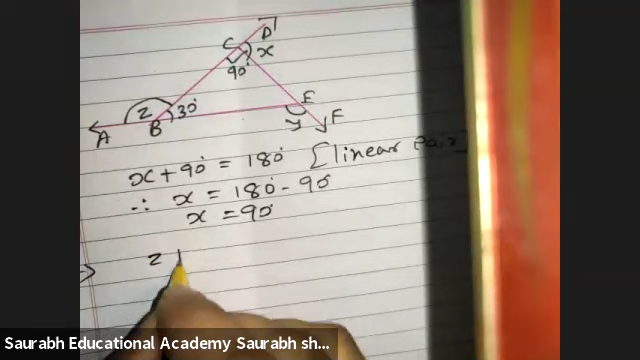 C
D
x
90°
z
30°
E
A
B
y
F
x + 90° = 180° [linear pair]
∴ x = 180° - 90°
x = 90°
z
Saurabh Educational Academy Saurabh sh...